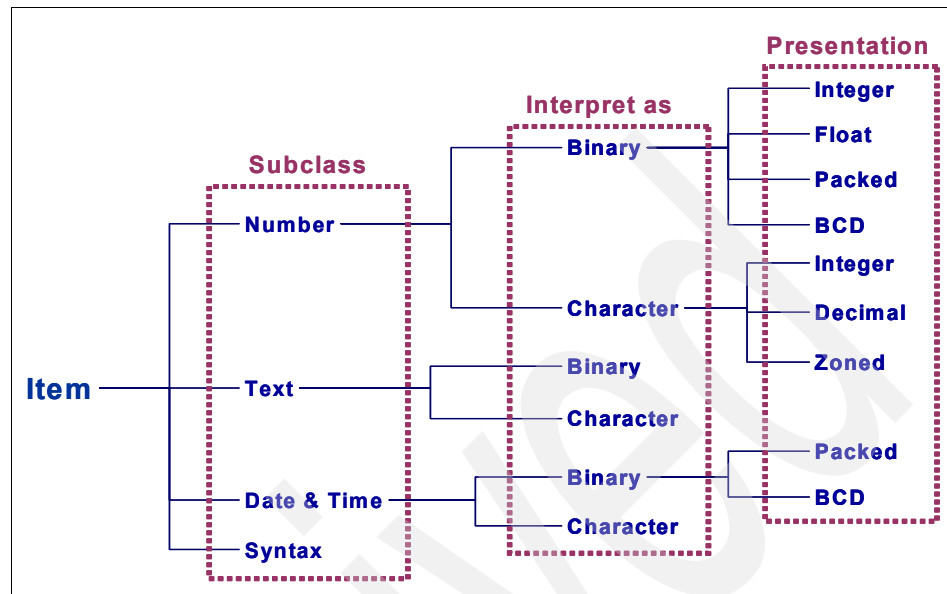 Presentation
Interpret as
Subclass
Integer
Float
Binary
Packed
Number
BCD
Integer
Character
Decimal
Zoned
Binary
Item
Text
Character
Packed
Binary
BCD
Date & Time
Character
Syntax